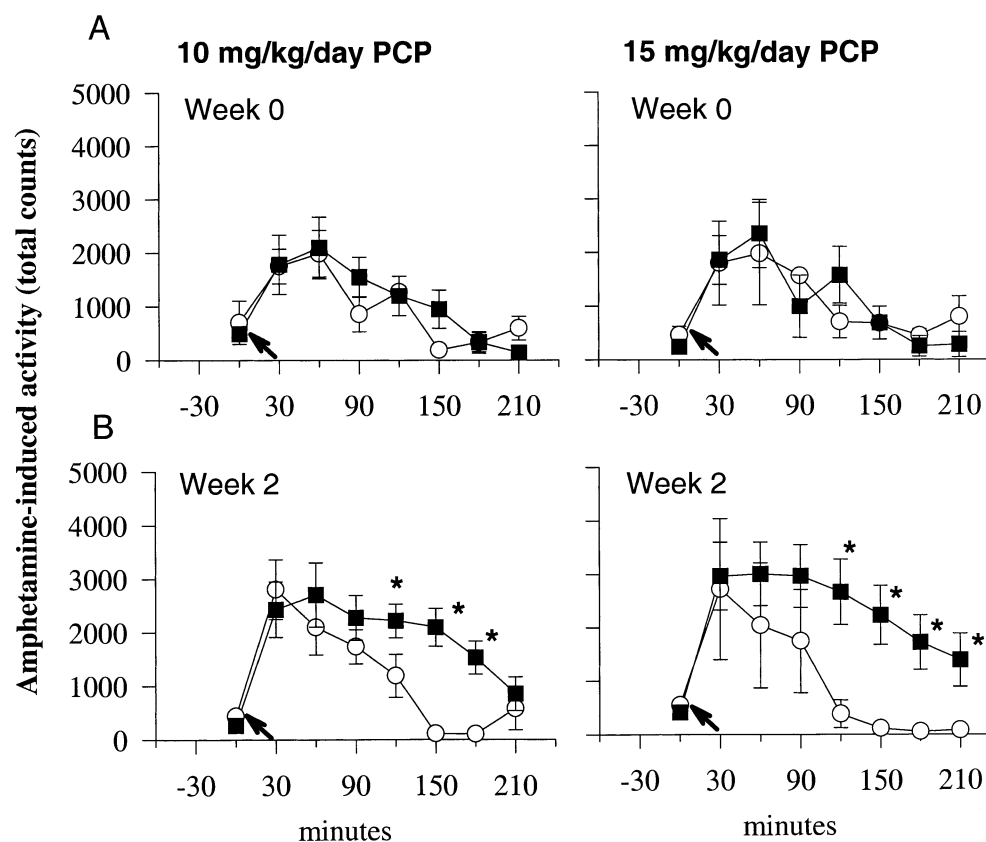 A
10 mg/kg/day PCP
15 mg/kg/day PCP
Amphetamine-induced activity (total counts)
5000
4000
3000
2000
1000
0
Week 0
Week 0
-30 30 90 150 210
-30 30 90 150 210
B
5000
4000
3000
2000
1000
0
Week 2
* * *
Week 2
* * * *
-30 30 90 150 210
-30 30 90 150 210
minutes
minutes